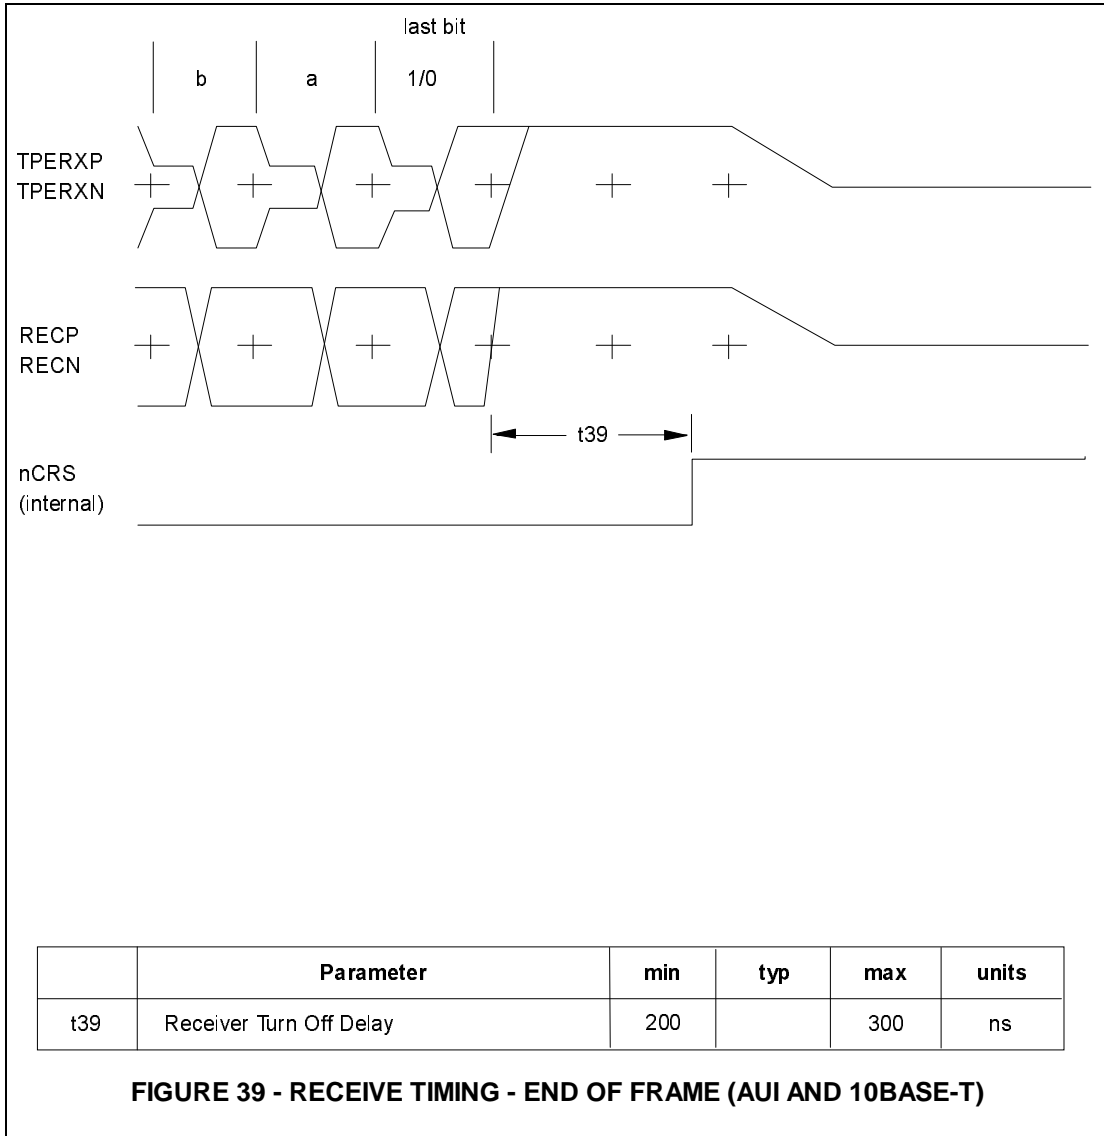 last bit
b a 1/0
TPERXP
TPERXN
RECP
RECN
t39
nCRS
(internal)
Parameter min typ max units
t39 Receiver Turn Off Delay 200 300 ns
FIGURE 39 - RECEIVE TIMING - END OF FRAME (AUI AND 10BASE-T)